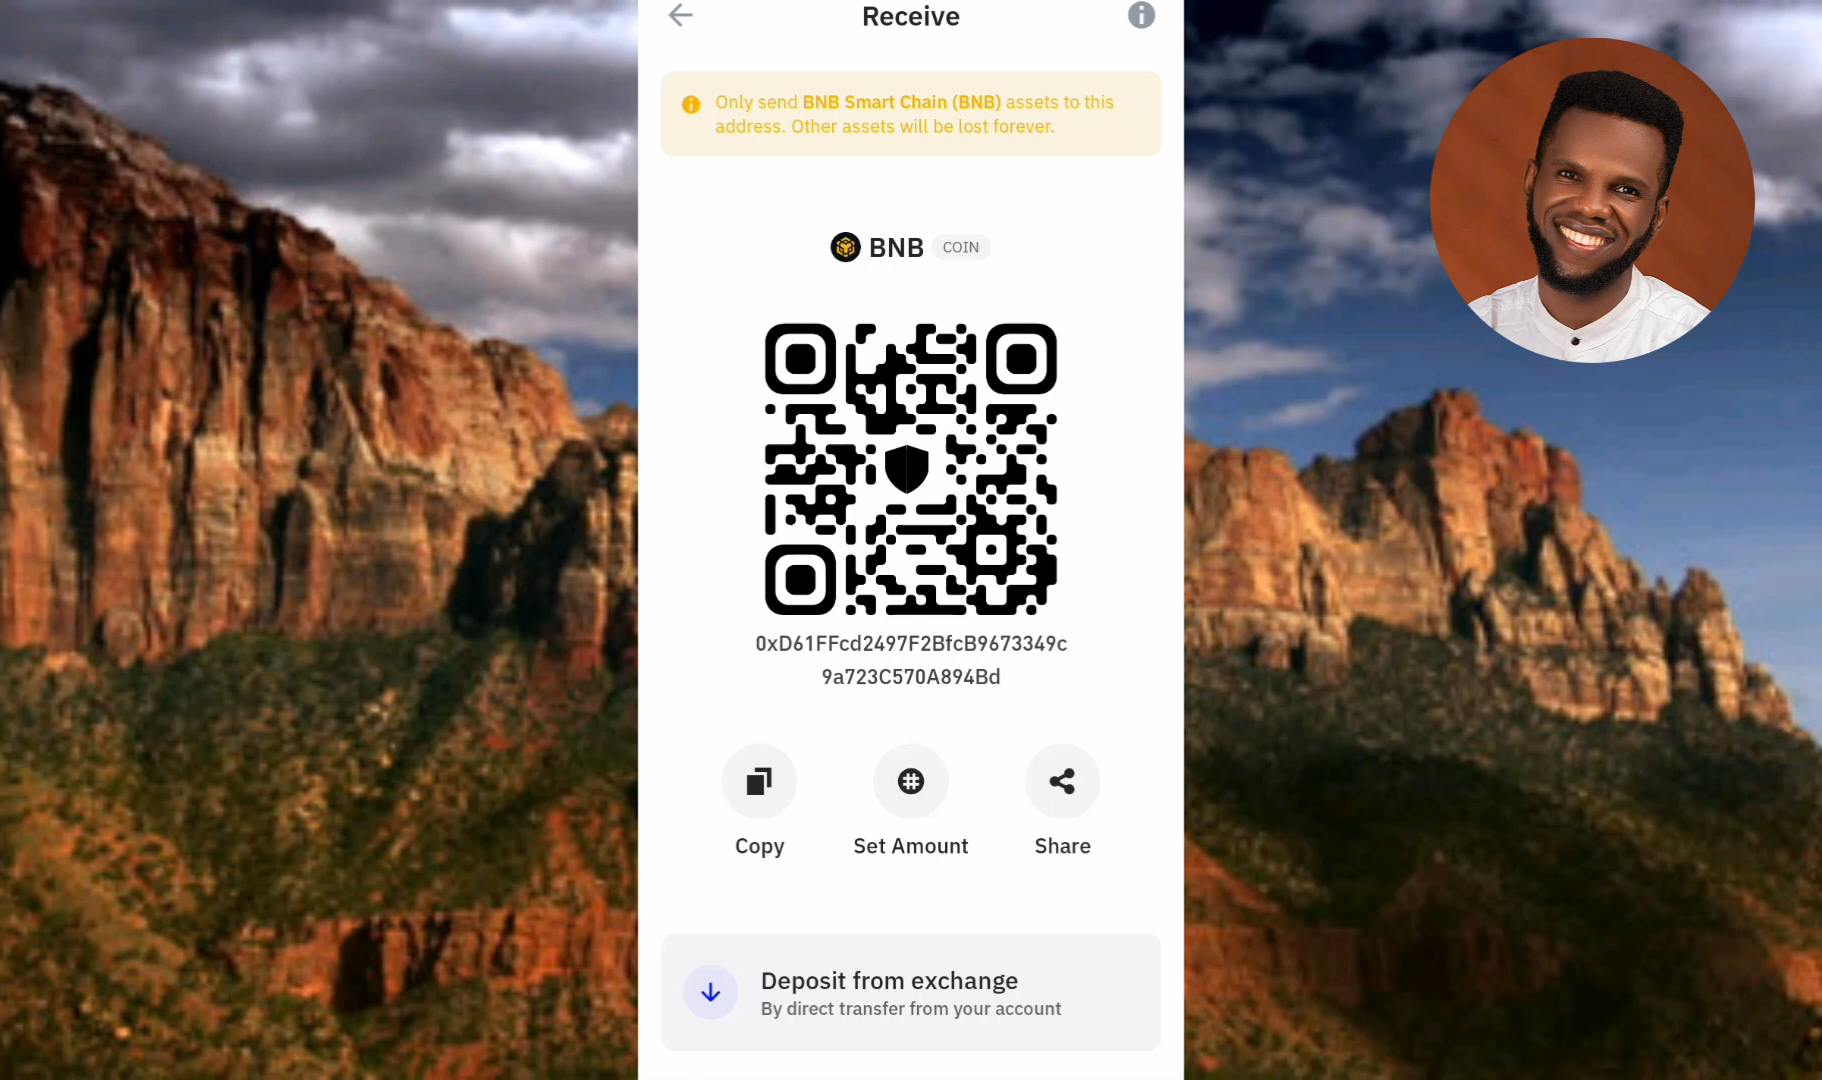 Receive
Only send BNB Smart Chain (BNB) assets to this
address. Other assets will be lost forever.
BNB COIN
0xD61FFcd2497F2BfcB9673349c
9a723C570A894Bd
Copy
Set Amount
Share
Deposit from exchange
By direct transfer from your account